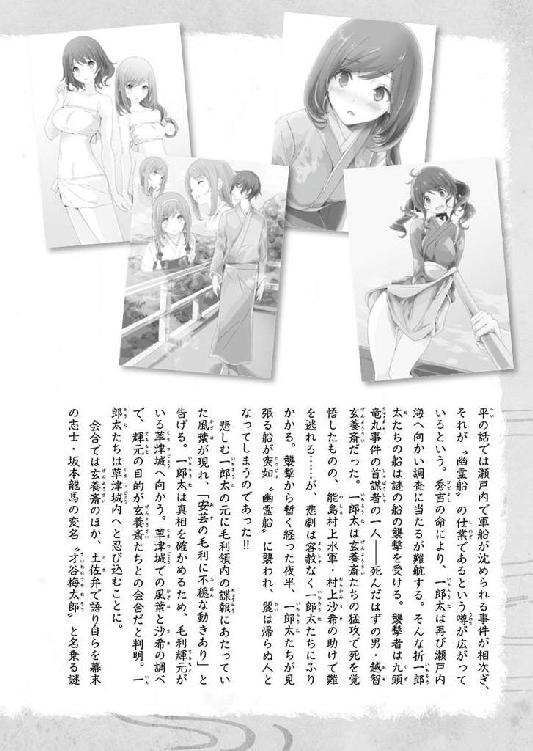 平の話では瀬戸内で軍船が沈められる事件が相次ぎ、
それが〝幽霊船〟の仕業であるという噂が広がって
いるという。秀吉の命により、一郎太は再び瀬戸内
海へ向かい調査に当たるが難航する。そんな折一郎
太たちの船は謎の船の襲撃を受ける。襲撃者は九頭
竜九事件の首謀者の一人――死んだはずの男・越智
玄養斎だった。一郎太は玄養斎たちの猛攻で死を覚
悟したものの、能島村上水軍・村上沙希の助けで難
を逃れる……が、悲劇は容赦なく一郎太たちにふり
かかる。襲撃から暫く経った夜半、一郎太たちが見
張る船が突如〝幽霊船〟に襲われ、麗は帰らぬ人と
なってしまうのであった‼
悲しむ一郎太の元に毛利領内の諜報にあたってい
た風葉が現れ、「安芸の毛利に不穏な動きあり」と
告げる。一郎太は真相を確かめるため、毛利輝元が
いる草津城へ向かう。草津城での風葉と沙希の調べ
で、輝元の目的が玄養斎たちとの会合だと判明。一
郎太たちは草津城内へと忍び込むことに。
会合では玄養斎のほか、土佐弁で語り自らを幕末
の志士・坂本龍馬の変名〝才谷梅太郎〟と名乗る謎